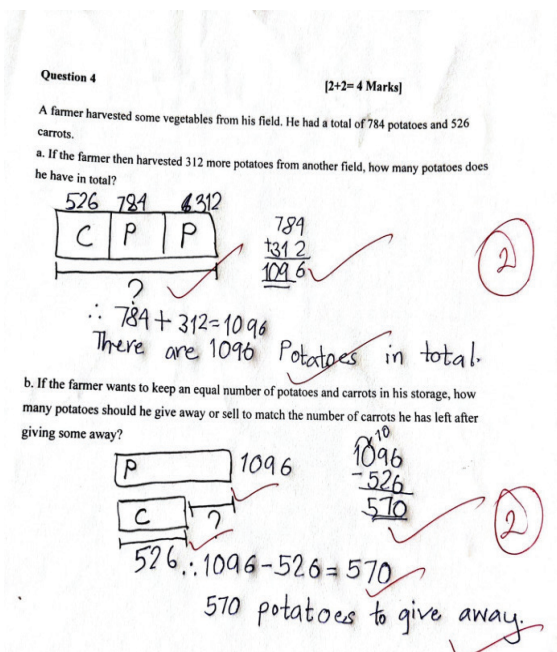 Question 4
[2+2= 4 Marks]
A farmer harvested some vegetables from his field. He had a total of 784 potatoes and 526
carrots.
a. If the farmer then harvested 312 more potatoes from another field, how many potatoes does
he have in total?
526 784 312
C P P
?
784
+312
1096
2
∴ 784 + 312 = 1096
There are 1096 Potatoes in total.
b. If the farmer wants to keep an equal number of potatoes and carrots in his storage, how
many potatoes should he give away or sell to match the number of carrots he has left after
giving some away?
P 1096
C ?
526
10
1096
- 526
570
2
∴ 1096 - 526 = 570
570 potatoes to give away.